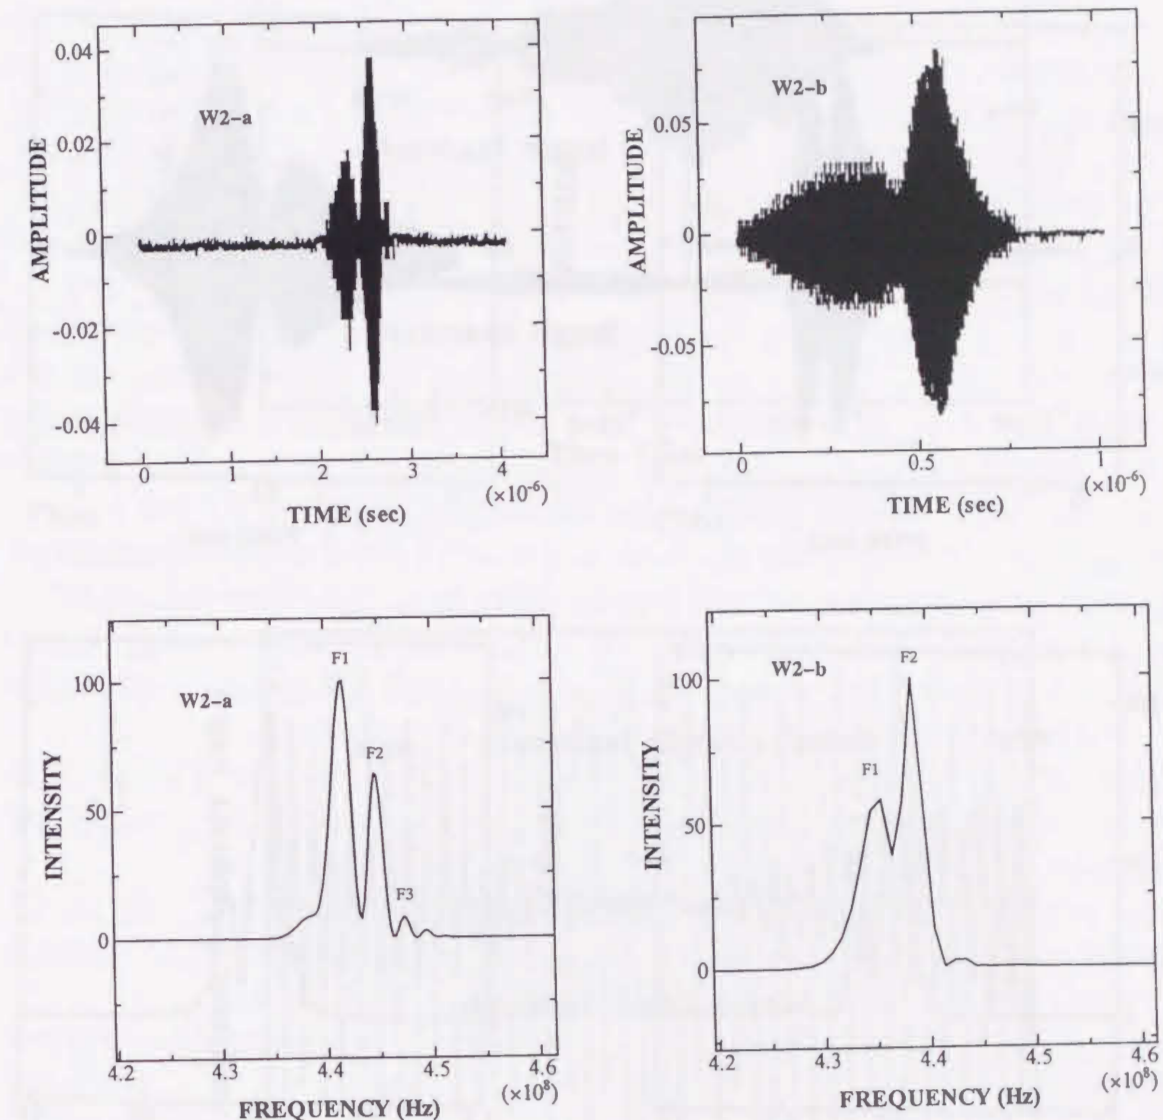 W2-a
AMPLITUDE
0.04
0.02
0
-0.02
-0.04
0 1 2 3 4
(×10⁻⁶)
TIME (sec)
W2-b
AMPLITUDE
0.05
0
-0.05
0 0.5 1
(×10⁻⁶)
TIME (sec)
W2-a
F1
F2
F3
INTENSITY
100
50
0
4.2 4.3 4.4 4.5 4.6
(×10⁸)
FREQUENCY (Hz)
W2-b
F2
F1
INTENSITY
100
50
0
4.2 4.3 4.4 4.5 4.6
(×10⁸)
FREQUENCY (Hz)